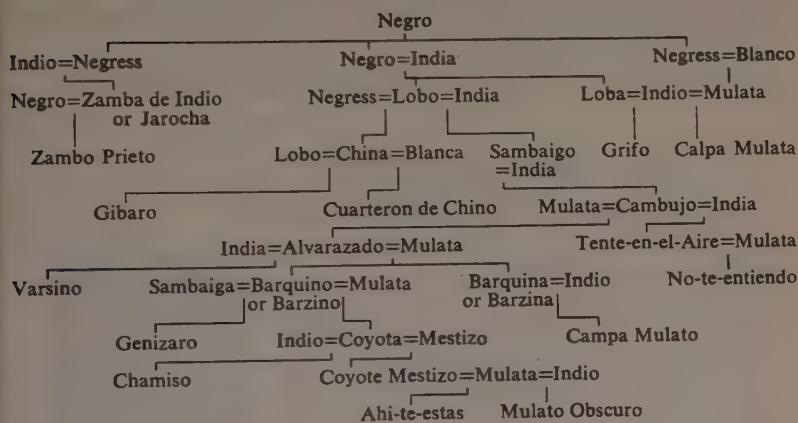 Negro
Indio=Negress Negro=India Negress=Blanco
Negro=Zamba de Indio Negress=Lobo=India Loba=Indio=Mulata
or Jarocha
Zambo Prieto Lobo=China=Blanca Sambaigo Grifo Calpa Mulata
=India
Gibaro Cuarteron de Chino Mulata=Cambujo=India
India=Alvarazado=Mulata Tente-en-el-Aire=Mulata
Varsino Sambaiga=Barquino=Mulata Barquina=Indio No-te-entiendo
or Barzino or Barzina
Genizaro Indio=Coyota=Mestizo Campa Mulato
Chamiso Coyote Mestizo=Mulata=Indio
Ahi-te-estas Mulato Obscuro